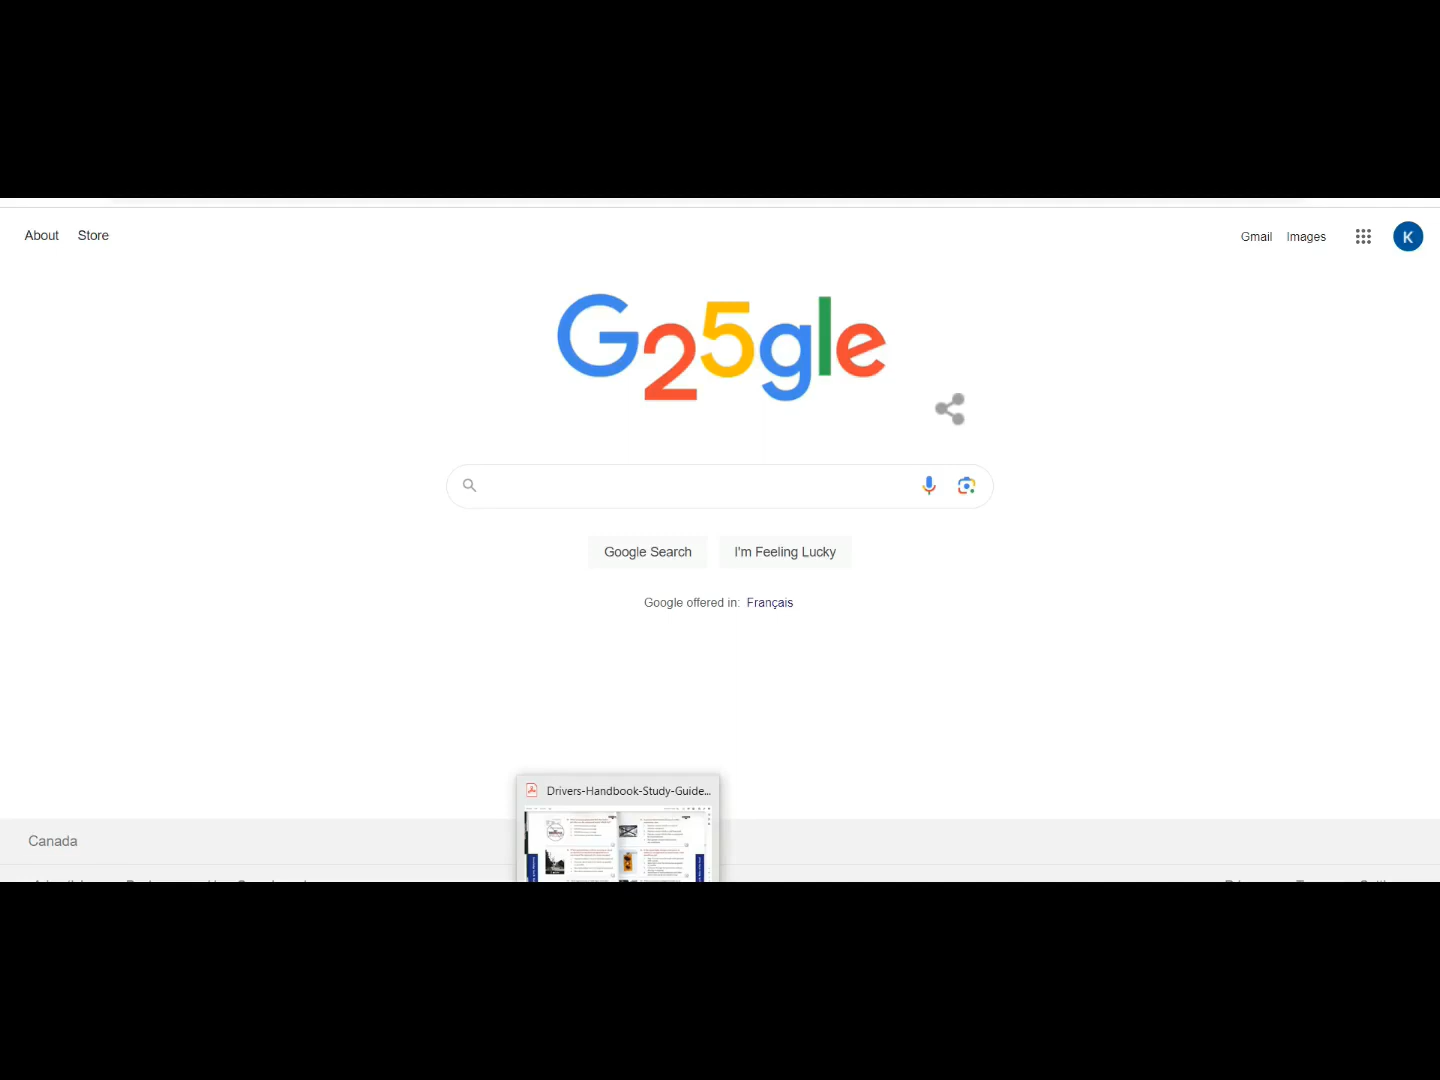 About Store
Gmail Images
K
G25gle
Google Search I'm Feeling Lucky
Google offered in: Français
Drivers-Handbook-Study-Guide...
Canada